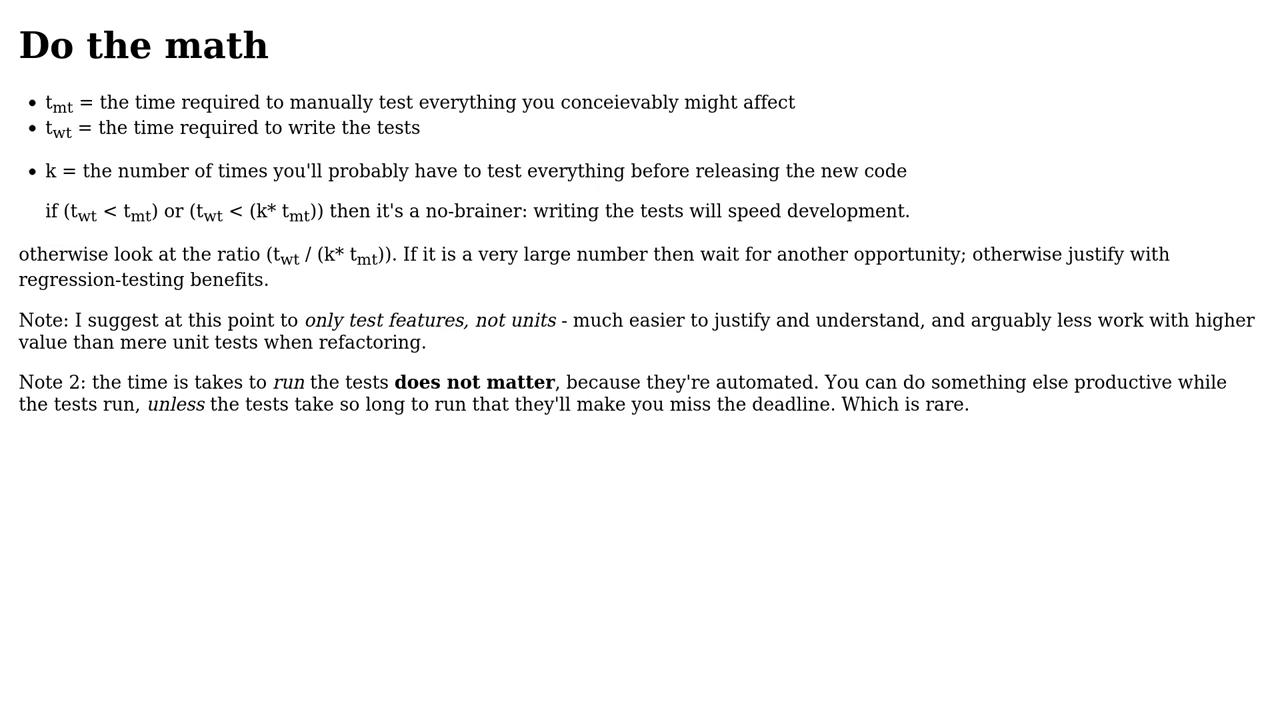 Do the math
• tmt = the time required to manually test everything you conceievably might affect
• twt = the time required to write the tests
• k = the number of times you'll probably have to test everything before releasing the new code
if (twt < tmt) or (twt < (k* tmt)) then it's a no-brainer: writing the tests will speed development.
otherwise look at the ratio (twt / (k* tmt)). If it is a very large number then wait for another opportunity; otherwise justify with
regression-testing benefits.
Note: I suggest at this point to only test features, not units - much easier to justify and understand, and arguably less work with higher
value than mere unit tests when refactoring.
Note 2: the time is takes to run the tests does not matter, because they're automated. You can do something else productive while
the tests run, unless the tests take so long to run that they'll make you miss the deadline. Which is rare.